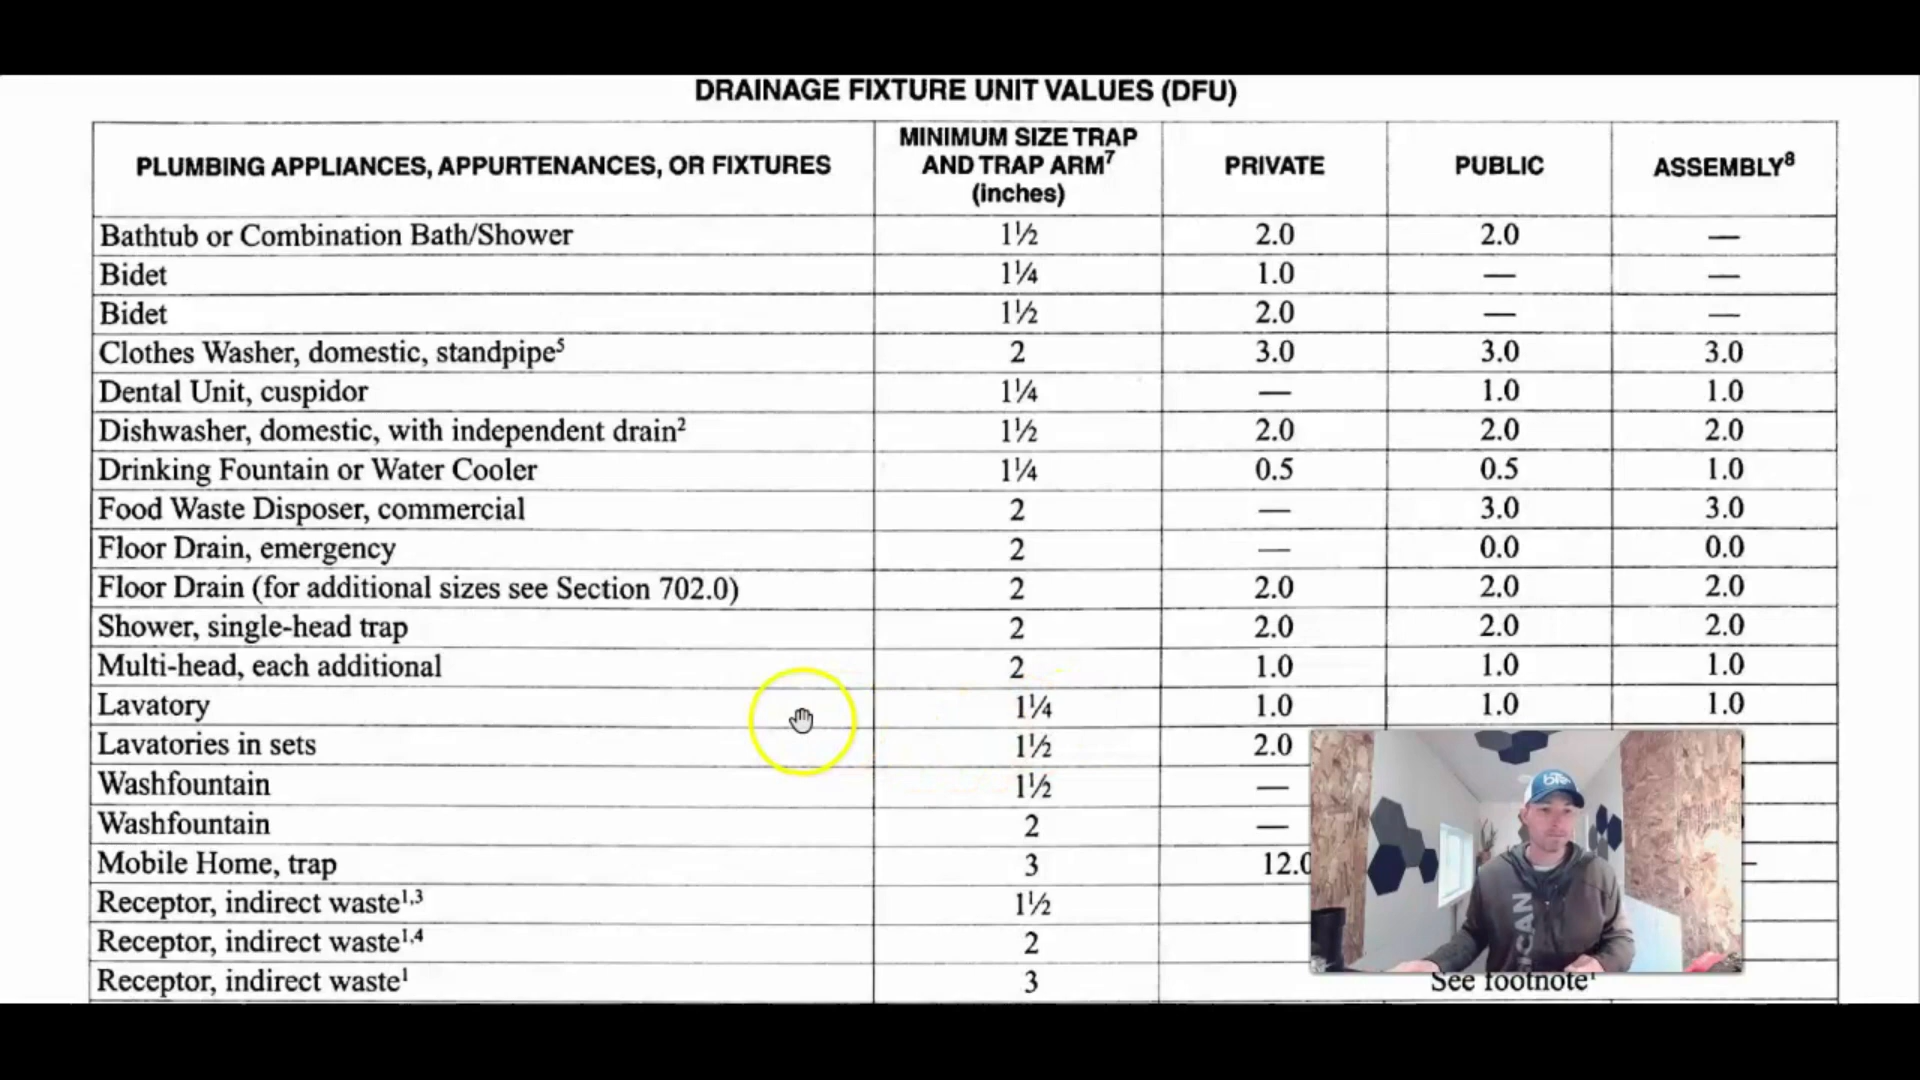 DRAINAGE FIXTURE UNIT VALUES (DFU)
PLUMBING APPLIANCES, APPURTENANCES, OR FIXTURES MINIMUM SIZE TRAP AND TRAP ARM⁷ (inches) PRIVATE PUBLIC ASSEMBLY⁸
Bathtub or Combination Bath/Shower 1½ 2.0 2.0 —
Bidet 1¼ 1.0 — —
Bidet 1½ 2.0 — —
Clothes Washer, domestic, standpipe⁵ 2 3.0 3.0 3.0
Dental Unit, cuspidor 1¼ — 1.0 1.0
Dishwasher, domestic, with independent drain² 1½ 2.0 2.0 2.0
Drinking Fountain or Water Cooler 1¼ 0.5 0.5 1.0
Food Waste Disposer, commercial 2 — 3.0 3.0
Floor Drain, emergency 2 — 0.0 0.0
Floor Drain (for additional sizes see Section 702.0) 2 2.0 2.0 2.0
Shower, single-head trap 2 2.0 2.0 2.0
Multi-head, each additional 2 1.0 1.0 1.0
Lavatory 1¼ 1.0 1.0 1.0
Lavatories in sets 1½ 2.0
Washfountain 1½ —
Washfountain 2 —
Mobile Home, trap 3 12.0 —
Receptor, indirect waste¹,³ 1½
Receptor, indirect waste¹,⁴ 2
Receptor, indirect waste¹ 3 See footnote¹